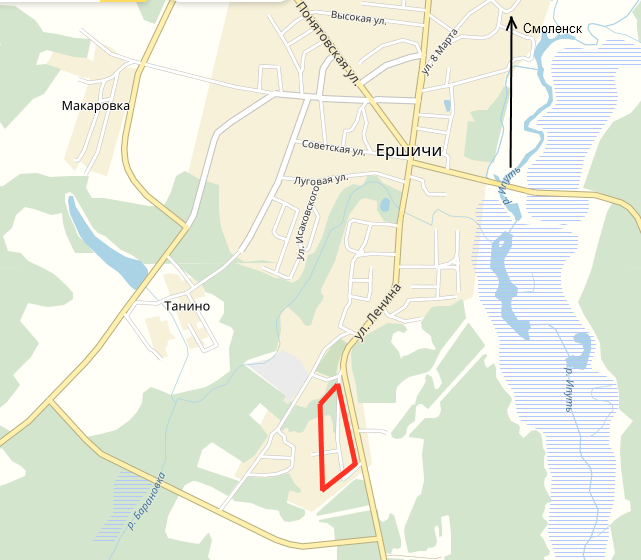 Высокая ул.
Понятовская ул.
ул. 8 Марта
Смоленск
Макаровка
Советская ул.
Ершичи
Луговая ул.
р. Ипуть
ул. Исаковского
Танино
ул. Ленина
р. Ипуть
р. Барановка